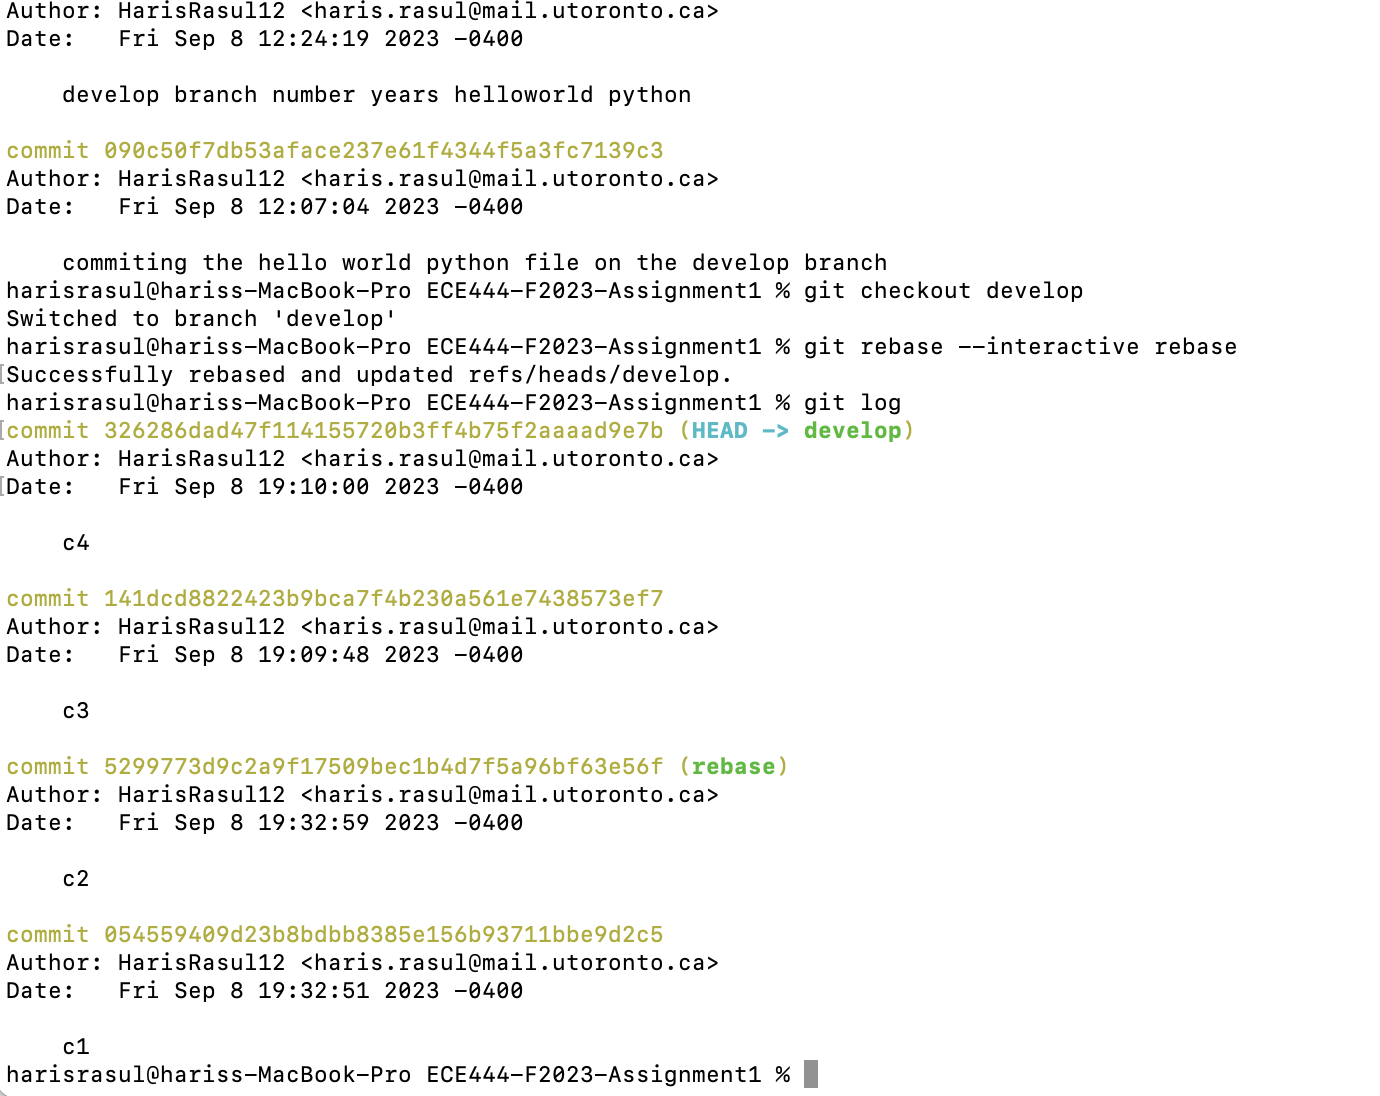 Author: HarisRasul12 <haris.rasul@mail.utoronto.ca>
Date:   Fri Sep 8 12:24:19 2023 -0400
develop branch number years helloworld python
commit 090c50f7db53aface237e61f4344f5a3fc7139c3
Author: HarisRasul12 <haris.rasul@mail.utoronto.ca>
Date:   Fri Sep 8 12:07:04 2023 -0400
commiting the hello world python file on the develop branch
harisrasul@hariss-MacBook-Pro ECE444-F2023-Assignment1 % git checkout develop
Switched to branch 'develop'
harisrasul@hariss-MacBook-Pro ECE444-F2023-Assignment1 % git rebase --interactive rebase
Successfully rebased and updated refs/heads/develop.
harisrasul@hariss-MacBook-Pro ECE444-F2023-Assignment1 % git log
commit 326286dad47f114155720b3ff4b75f2aaaad9e7b (HEAD -> develop)
Author: HarisRasul12 <haris.rasul@mail.utoronto.ca>
Date:   Fri Sep 8 19:10:00 2023 -0400
c4
commit 141dcd8822423b9bca7f4b230a561e7438573ef7
Author: HarisRasul12 <haris.rasul@mail.utoronto.ca>
Date:   Fri Sep 8 19:09:48 2023 -0400
c3
commit 5299773d9c2a9f17509bec1b4d7f5a96bf63e56f (rebase)
Author: HarisRasul12 <haris.rasul@mail.utoronto.ca>
Date:   Fri Sep 8 19:32:59 2023 -0400
c2
commit 054559409d23b8bdbb8385e156b93711bbe9d2c5
Author: HarisRasul12 <haris.rasul@mail.utoronto.ca>
Date:   Fri Sep 8 19:32:51 2023 -0400
c1
harisrasul@hariss-MacBook-Pro ECE444-F2023-Assignment1 %